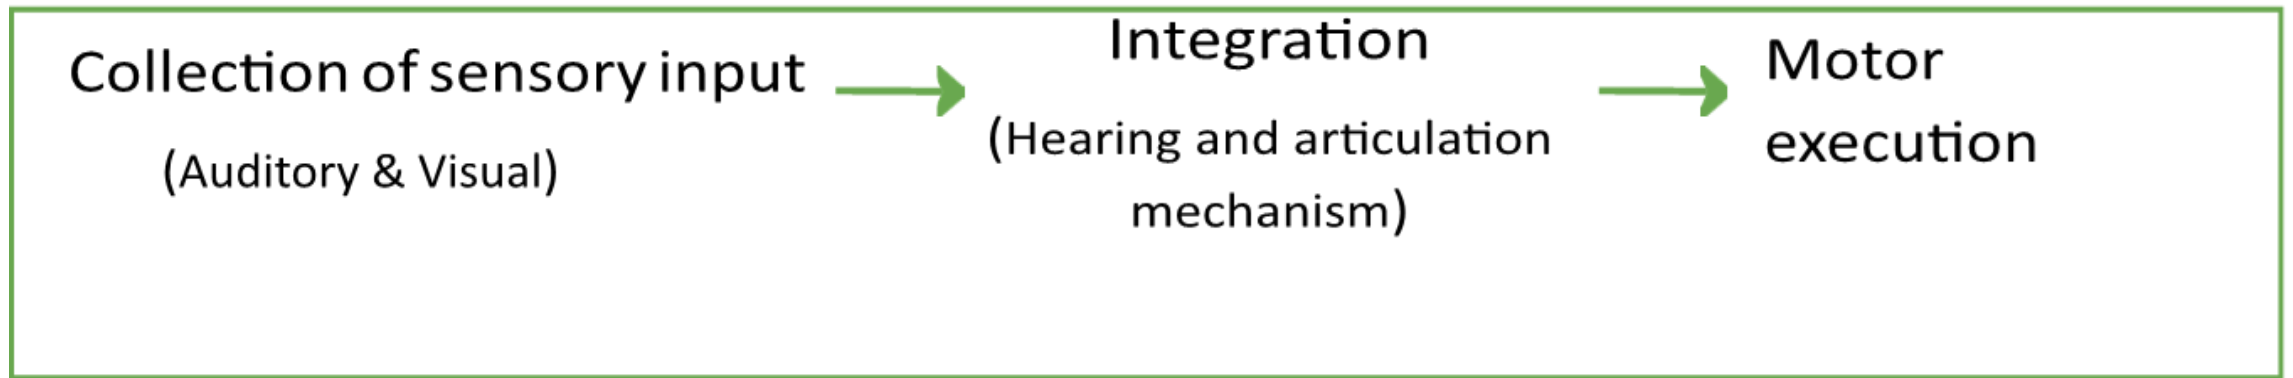 Collection of sensory input
(Auditory & Visual)
Integration
(Hearing and articulation
mechanism)
Motor
execution